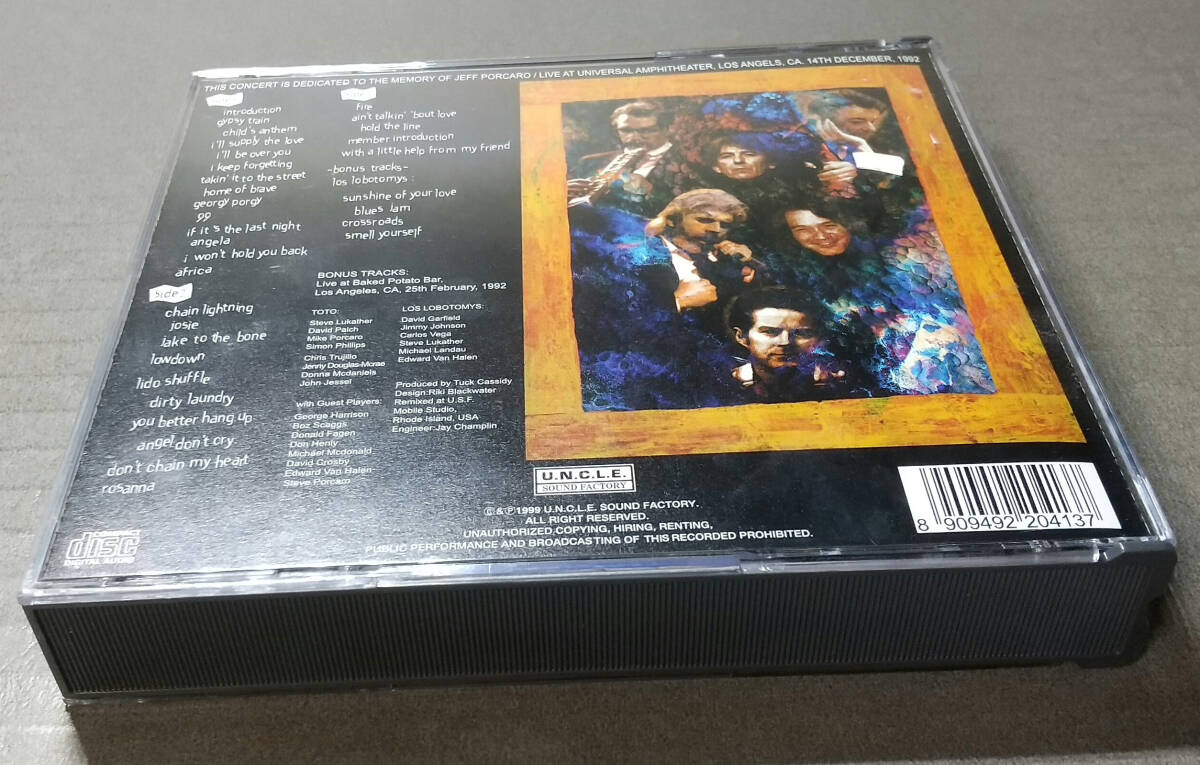 THIS CONCERT IS DEDICATED TO THE MEMORY OF JEFF PORCARO / LIVE AT UNIVERSAL AMPHITHEATER, LOS ANGELS, CA. 14TH DECEMBER, 1992
introduction
gypsy train
child's anthem
i'll supply the love
i'll be over you
i keep forgetting
takin' it to the street
home of brave
georgy porgy
99
if it's the last night
angela
i won't hold you back
africa
side2
chain lightning
josie
lake to the bone
lowdown
lido shuffle
dirty laundry
you better hang up
angel don't cry
don't chain my heart
rosanna
fire
ain't talkin' 'bout love
hold the line
member introduction
with a little help from my friend
-bonus tracks-
los lobotomys :
sunshine of your love
blues jam
crossroads
smell yourself
BONUS TRACKS:
Live at Baked Potato Bar,
Los Angeles, CA, 25th February, 1992
TOTO:
Steve Lukather
David Paich
Mike Porcaro
Simon Phillips
Chris Trujillo
Jenny Douglas-Mcrae
Donna Mcdaniels
John Jessel
with Guest Players:
George Harrison
Boz Scaggs
Donald Fagen
Don Henly
Michael Mcdonald
David Crosby
Edward Van Halen
Steve Porcaro
LOS LOBOTOMYS:
David Garfield
Jimmy Johnson
Carlos Vega
Steve Lukather
Michael Landau
Edward Van Halen
Produced by Tuck Cassidy
Design:Riki Blackwater
Remixed at U.S.F.
Mobile Studio,
Rhode Island, USA
Engineer:Jay Champlin
U.N.C.L.E.
SOUND FACTORY
©&℗1999 U.N.C.L.E. SOUND FACTORY.
ALL RIGHT RESERVED.
UNAUTHORIZED COPYING, HIRING, RENTING,
PUBLIC PERFORMANCE AND BROADCASTING OF THIS RECORDED PROHIBITED.
COMPACT
disc
DIGITAL AUDIO
8 909492 204137